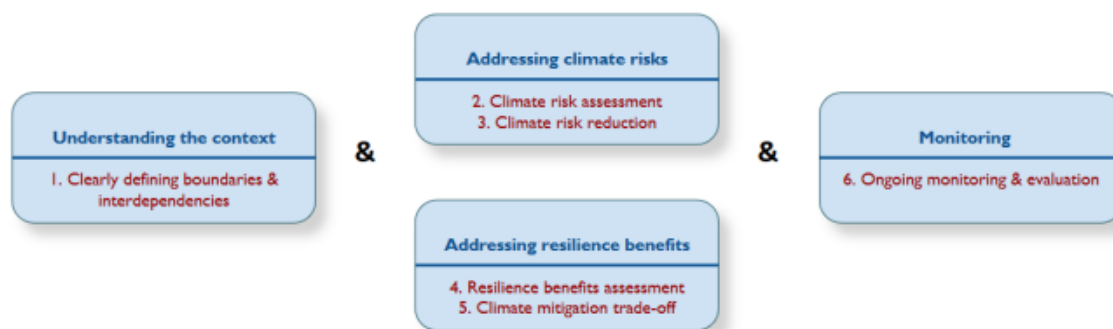 Understanding the context
1. Clearly defining boundaries &
interdependencies
&
Addressing climate risks
2. Climate risk assessment
3. Climate risk reduction
Addressing resilience benefits
4. Resilience benefits assessment
5. Climate mitigation trade-off
&
Monitoring
6. Ongoing monitoring & evaluation